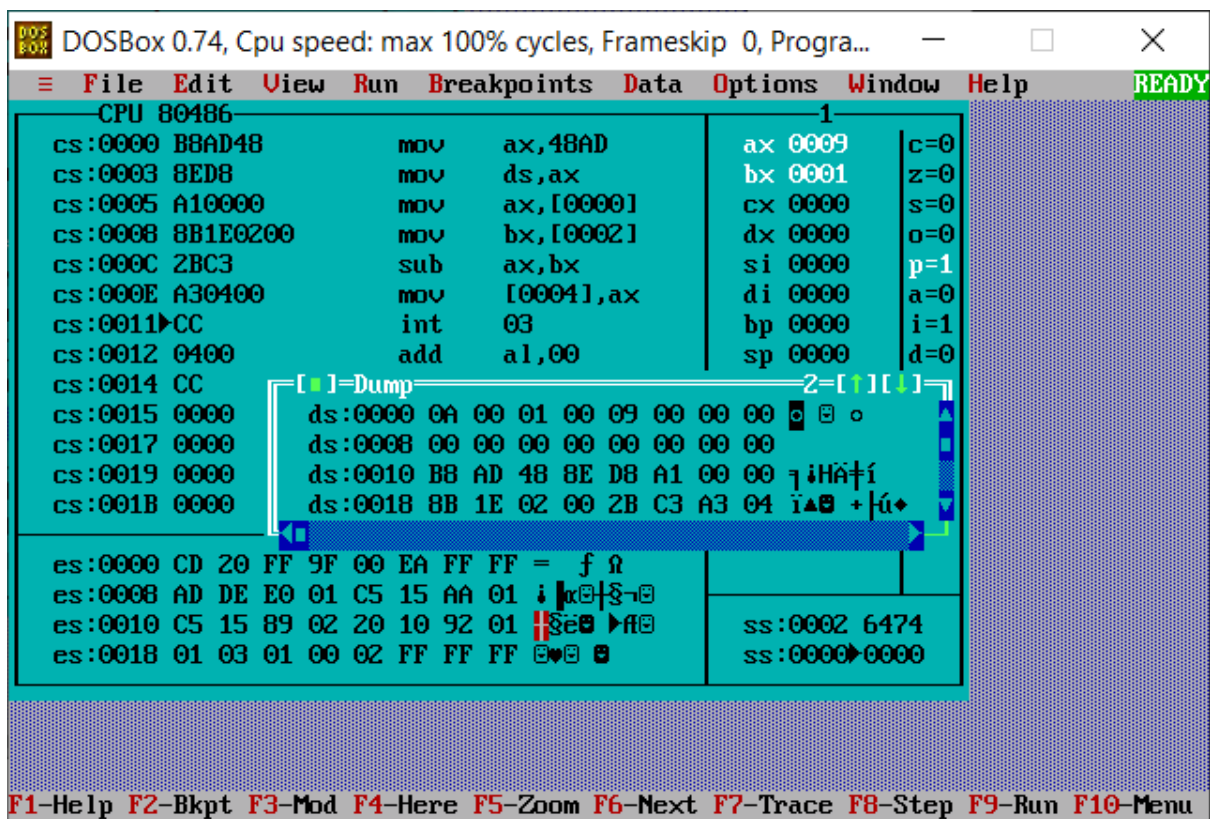 DOSBox 0.74, Cpu speed: max 100% cycles, Frameskip 0, Progra...
≡ File Edit View Run Breakpoints Data Options Window Help READY
CPU 80486 1
cs:0000 B8AD48 mov ax,48AD ax 0009 c=0
cs:0003 8ED8 mov ds,ax bx 0001 z=0
cs:0005 A10000 mov ax,[0000] cx 0000 s=0
cs:0008 8B1E0200 mov bx,[0002] dx 0000 o=0
cs:000C 2BC3 sub ax,bx si 0000 p=1
cs:000E A30400 mov [0004],ax di 0000 a=0
cs:0011►CC int 03 bp 0000 i=1
cs:0012 0400 add al,00 sp 0000 d=0
cs:0014 CC [■]=Dump 2=[↑][↓]
cs:0015 0000 ds:0000 0A 00 01 00 09 00 00 00 ◙ ☺ ○
cs:0017 0000 ds:0008 00 00 00 00 00 00 00 00
cs:0019 0000 ds:0010 B8 AD 48 8E D8 A1 00 00 ╕¡HÄ╪í
cs:001B 0000 ds:0018 8B 1E 02 00 2B C3 A3 04 ï▲☻ +├ú♦
es:0000 CD 20 FF 9F 00 EA FF FF = ƒ Ω
es:0008 AD DE E0 01 C5 15 AA 01 ¡▐α☺┼§¬☺
es:0010 C5 15 89 02 20 10 92 01 ┼§ë☻ ►Æ☺ ss:0002 6474
es:0018 01 03 01 00 02 FF FF FF ☺♥☺ ☻ ss:0000►0000
F1-Help F2-Bkpt F3-Mod F4-Here F5-Zoom F6-Next F7-Trace F8-Step F9-Run F10-Menu